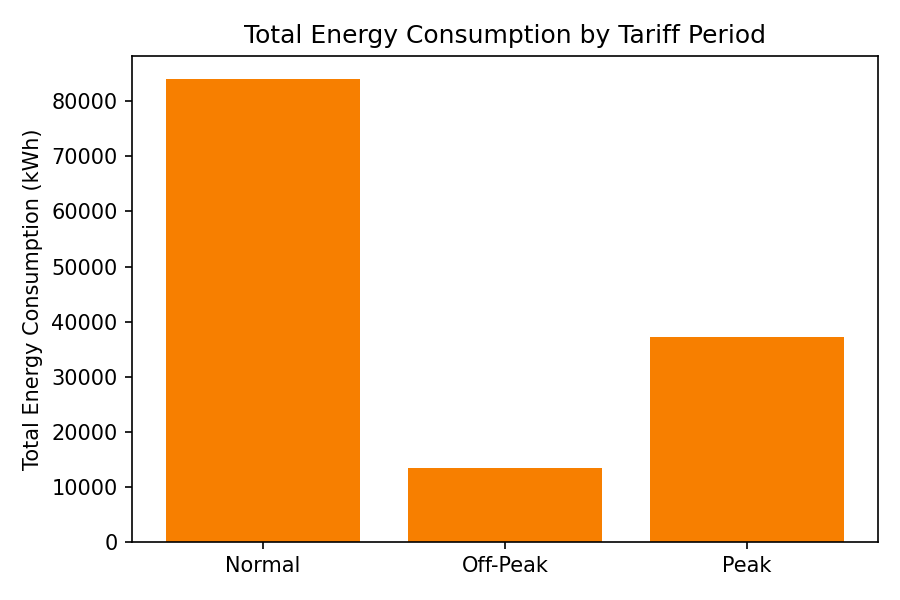 Total Energy Consumption by Tariff Period
Total Energy Consumption (kWh)
80000
70000
60000
50000
40000
30000
20000
10000
0
Normal
Off-Peak
Peak